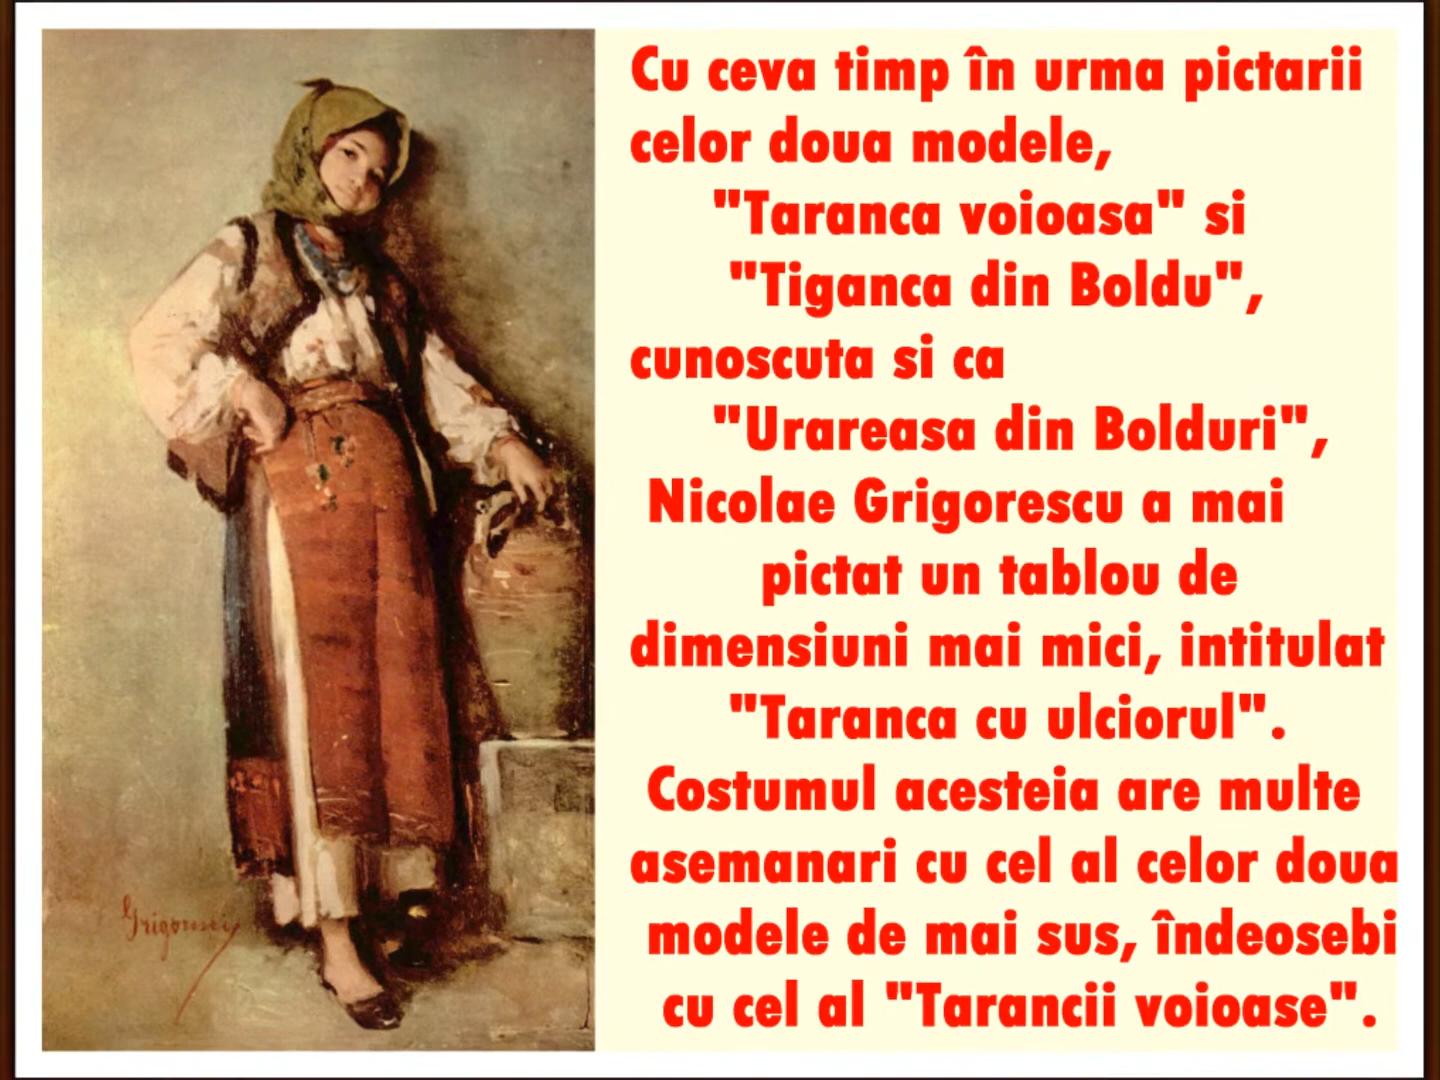 Cu ceva timp în urma pictarii
celor doua modele,
"Taranca voioasa" si
"Tiganca din Boldu",
cunoscuta si ca
"Urareasa din Bolduri",
Nicolae Grigorescu a mai
pictat un tablou de
dimensiuni mai mici, intitulat
"Taranca cu ulciorul".
Costumul acesteia are multe
asemanari cu cel al celor doua
modele de mai sus, îndeosebi
cu cel al "Tarancii voioase".